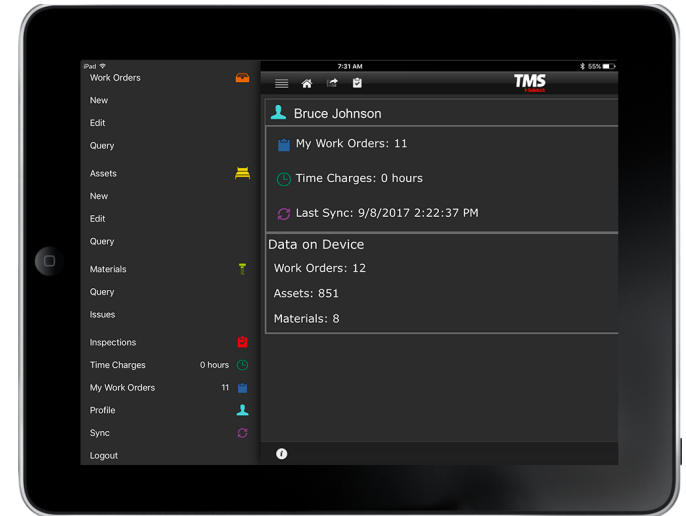 iPad
7:31 AM
55%
Work Orders
New
Edit
Query
Assets
New
Edit
Query
Materials
Query
Issues
Inspections
Time Charges 0 hours
My Work Orders 11
Profile
Sync
Logout
TMS
Bruce Johnson
My Work Orders: 11
Time Charges: 0 hours
Last Sync: 9/8/2017 2:22:37 PM
Data on Device
Work Orders: 12
Assets: 851
Materials: 8